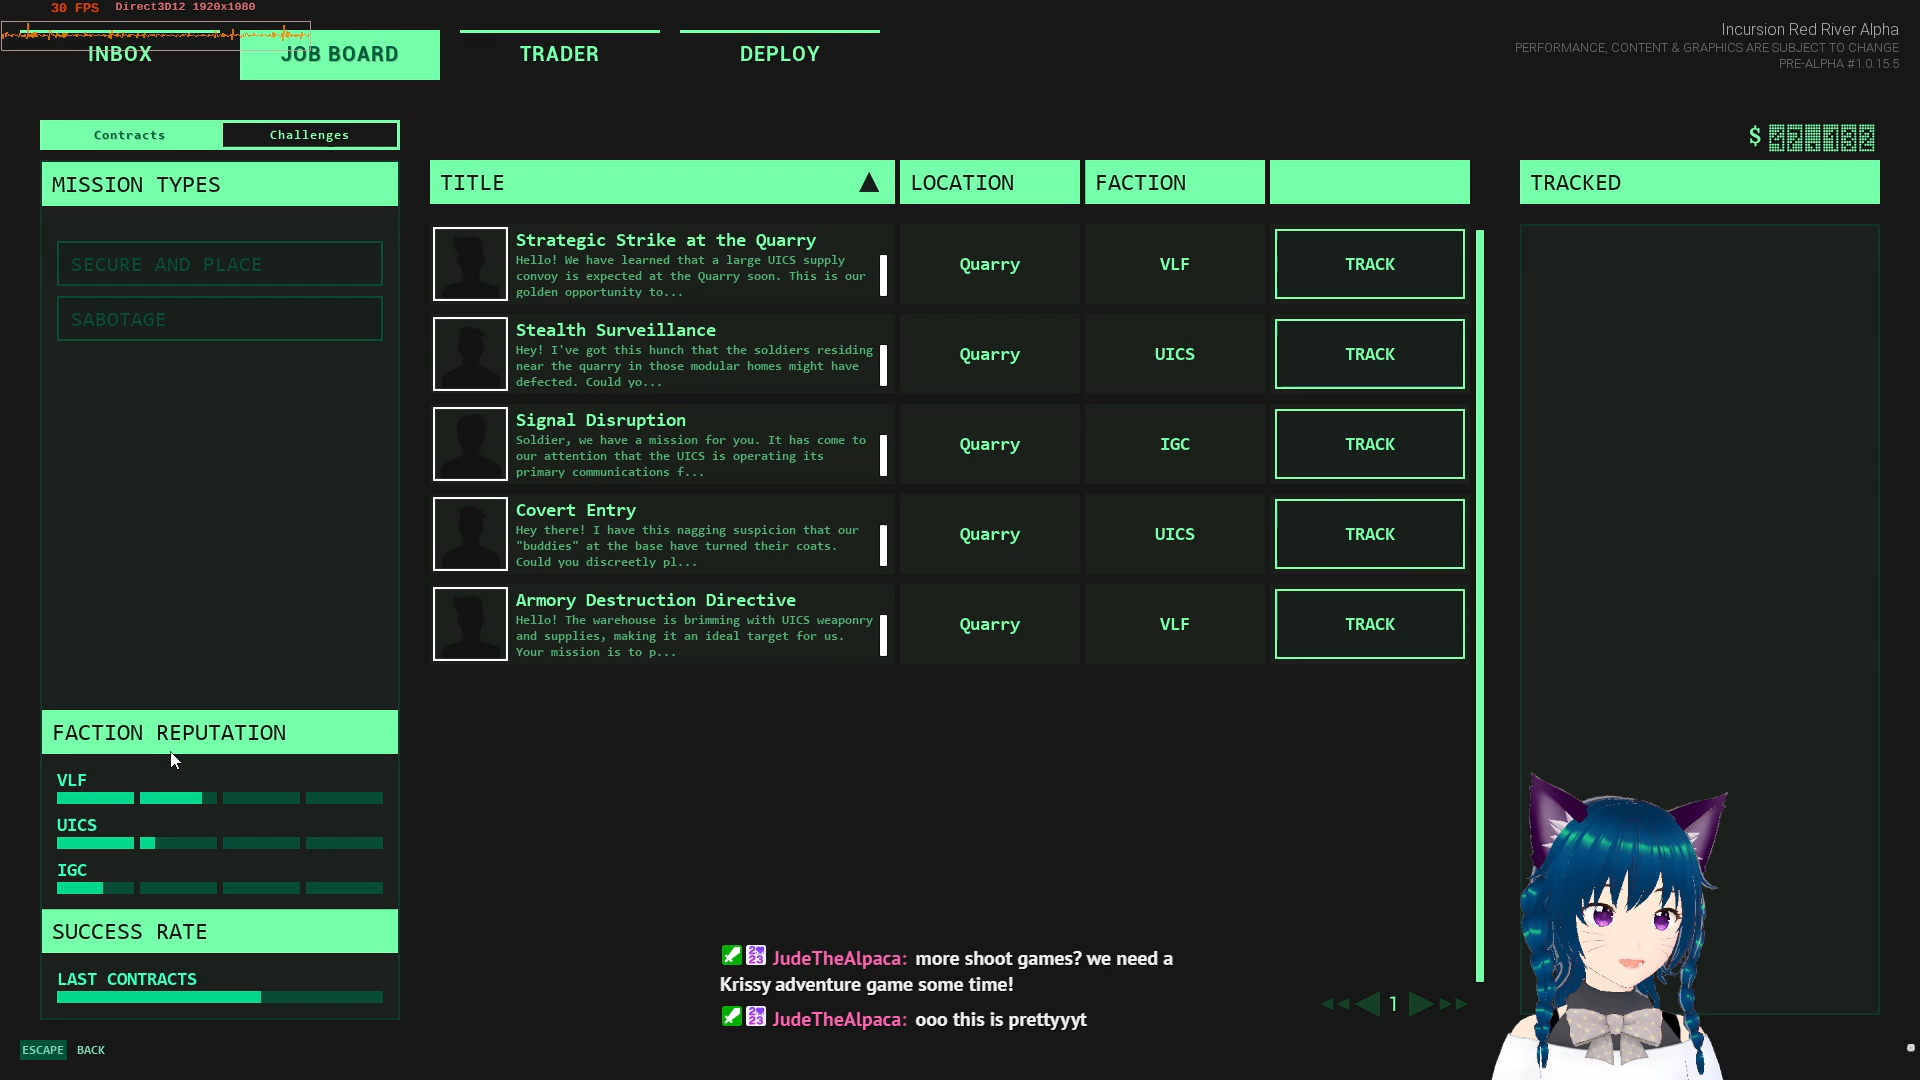 30 FPS Direct3D12 1920x1080
INBOX
JOB BOARD
TRADER
DEPLOY
Incursion Red River Alpha
PERFORMANCE, CONTENT & GRAPHICS ARE SUBJECT TO CHANGE
PRE-ALPHA #1.0.15.5
Contracts
Challenges
$
MISSION TYPES
SECURE AND PLACE
SABOTAGE
TITLE
LOCATION
FACTION
TRACKED
Strategic Strike at the Quarry
Hello! We have learned that a large UICS supply
convoy is expected at the Quarry soon. This is our
golden opportunity to...
Quarry
VLF
TRACK
Stealth Surveillance
Hey! I've got this hunch that the soldiers residing
near the quarry in those modular homes might have
defected. Could yo...
Quarry
UICS
TRACK
Signal Disruption
Soldier, we have a mission for you. It has come to
our attention that the UICS is operating its
primary communications f...
Quarry
IGC
TRACK
Covert Entry
Hey there! I have this nagging suspicion that our
"buddies" at the base have turned their coats.
Could you discreetly pl...
Quarry
UICS
TRACK
Armory Destruction Directive
Hello! The warehouse is brimming with UICS weaponry
and supplies, making it an ideal target for us.
Your mission is to p...
Quarry
VLF
TRACK
FACTION REPUTATION
VLF
UICS
IGC
SUCCESS RATE
LAST CONTRACTS
JudeTheAlpaca: more shoot games? we need a
Krissy adventure game some time!
JudeTheAlpaca: ooo this is prettyyyt
1
ESCAPE BACK